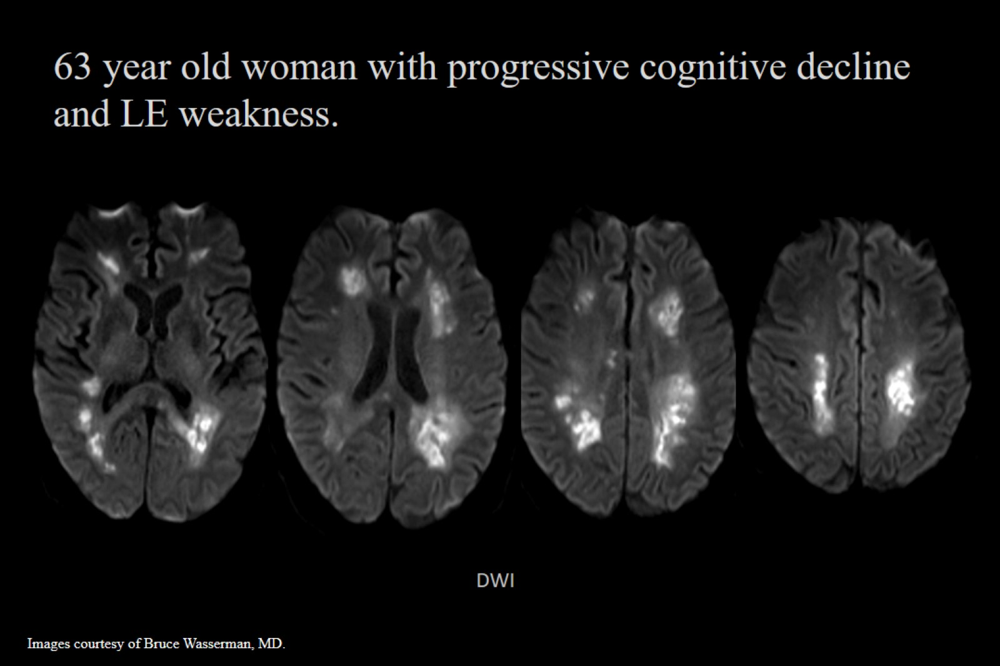 63 year old woman with progressive cognitive decline
and LE weakness.
DWI
Images courtesy of Bruce Wasserman, MD.